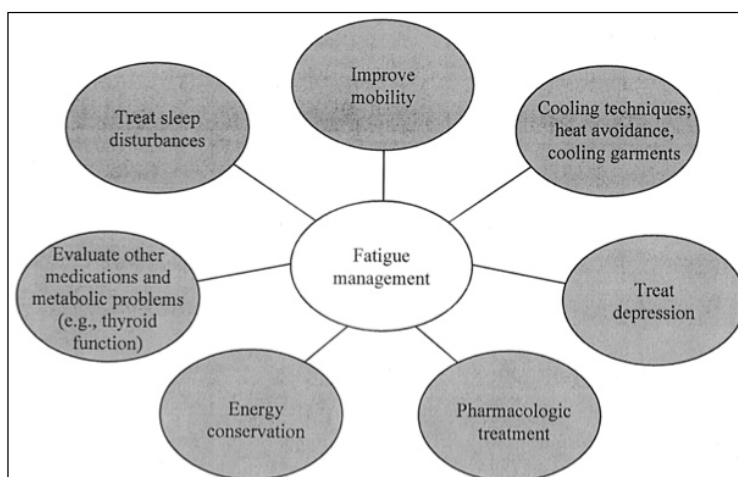 Improve
mobility
Treat sleep
disturbances
Cooling techniques;
heat avoidance,
cooling garments
Fatigue
management
Evaluate other
medications and
metabolic problems
(e.g., thyroid
function)
Treat
depression
Energy
conservation
Pharmacologic
treatment